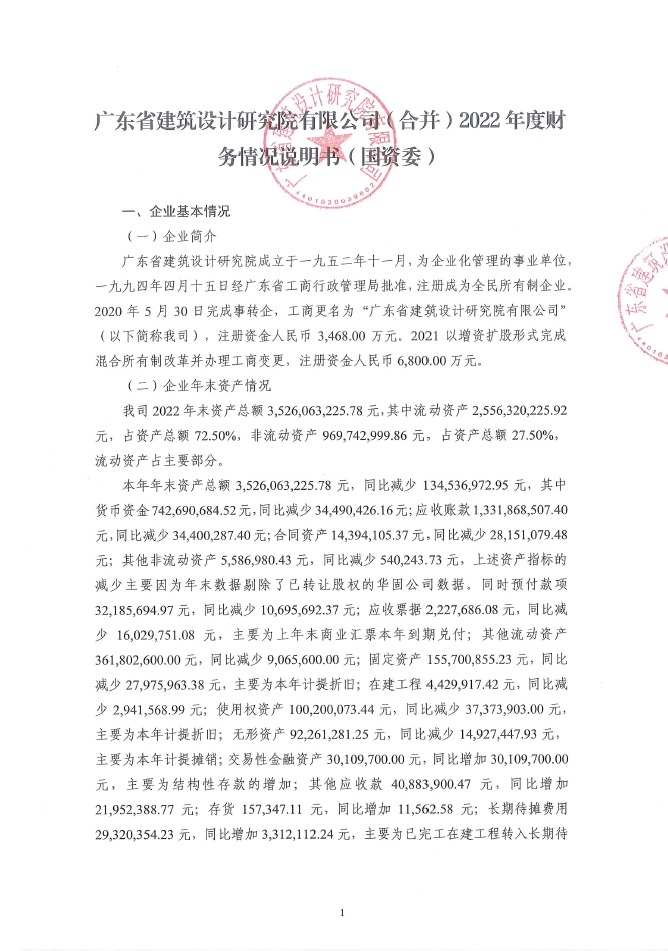 广东省建筑设计研究院有限公司（合并）2022 年度财
务情况说明书（国资委）
广东省建筑设计研究院有限公司
4401030030602
一、企业基本情况
（一）企业简介
广东省建筑设计研究院成立于一九五二年十一月，为企业化管理的事业单位，
一九九四年四月十五日经广东省工商行政管理局批准，注册成为全民所有制企业。
2020 年 5 月 30 日完成事转企，工商更名为 “广东省建筑设计研究院有限公司”
（以下简称我司），注册资金人民币 3,468.00 万元。2021 以增资扩股形式完成
混合所有制改革并办理工商变更，注册资金人民币 6,800.00 万元。
（二）企业年末资产情况
我司 2022 年末资产总额 3,526,063,225.78 元,其中流动资产 2,556,320,225.92
元，占资产总额 72.50%，非流动资产 969,742,999.86 元，占资产总额 27.50%，
流动资产占主要部分。
本年年末资产总额 3,526,063,225.78 元，同比减少 134,536,972.95 元，其中
货币资金 742,690,684.52 元,同比减少 34,490,426.16 元; 应收账款 1,331,868,507.40
元,同比减少 34,400,287.40 元; 合同资产 14,394,105.37 元,同比减少 28,151,079.48
元；其他非流动资产 5,586,980.43 元，同比减少 540,243.73 元，上述资产指标的
减少主要因为年末数据剔除了已转让股权的华固公司数据。同时预付款项
32,185,694.97 元，同比减少 10,695,692.37 元；应收票据 2,227,686.08 元，同比减
少 16,029,751.08 元，主要为上年末商业汇票本年到期兑付；其他流动资产
361,802,600.00 元，同比减少 9,065,600.00 元；固定资产 155,700,855.23 元，同比
减少 27,975,963.38 元，主要为本年计提折旧；在建工程 4,429,917.42 元，同比减
少 2,941,568.99 元；使用权资产 100,200,073.44 元，同比减少 37,373,903.00 元，
主要为本年计提折旧；无形资产 92,261,281.25 元，同比减少 14,927,447.93 元，
主要为本年计提摊销；交易性金融资产 30,109,700.00 元，同比增加 30,109,700.00
元，主要为结构性存款的增加；其他应收款 40,883,900.47 元，同比增加
21,952,388.77 元；存货 157,347.11 元，同比增加 11,562.58 元；长期待摊费用
29,320,354.23 元，同比增加 3,312,112.24 元，主要为已完工在建工程转入长期待
广东省建筑设
1